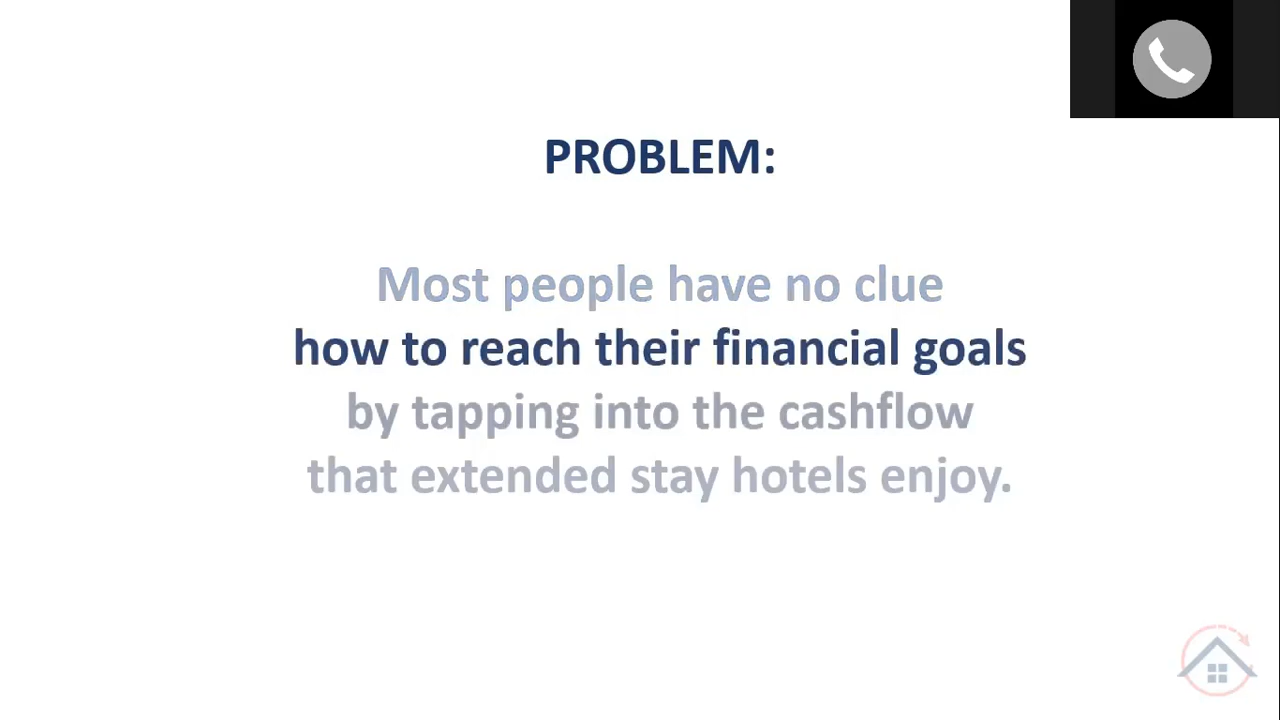 PROBLEM:
Most people have no clue
how to reach their financial goals
by tapping into the cashflow
that extended stay hotels enjoy.